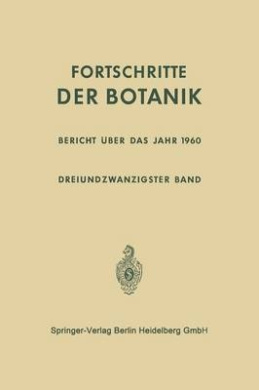 FORTSCHRITTE
DER BOTANIK
BERICHT ÜBER DAS JAHR 1960
DREIUNDZWANZIGSTER BAND
Springer-Verlag Berlin Heidelberg GmbH